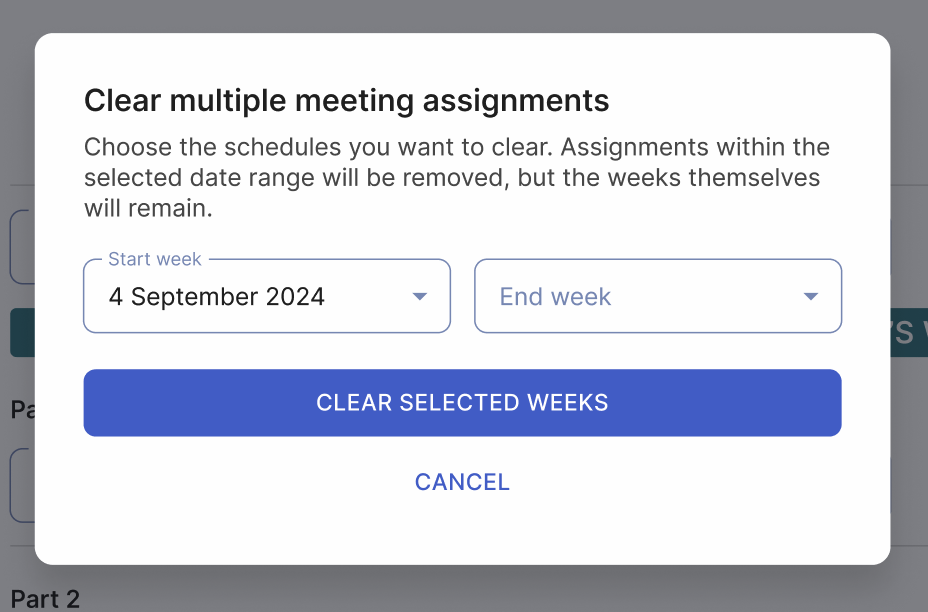 Clear multiple meeting assignments
Choose the schedules you want to clear. Assignments within the
selected date range will be removed, but the weeks themselves
will remain.
Start week
4 September 2024
End week
'S
CLEAR SELECTED WEEKS
Pa
CANCEL
Part 2